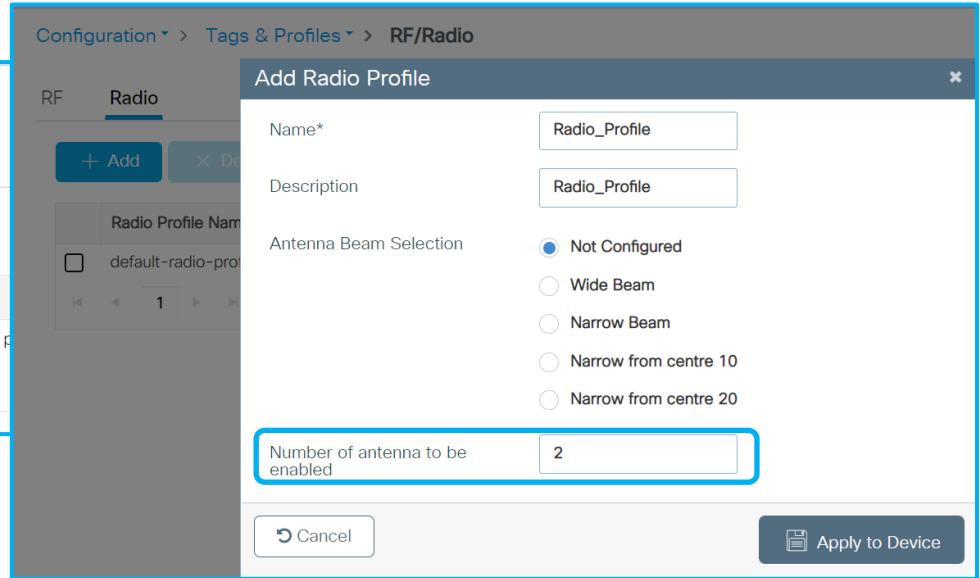 Configuration > Tags & Profiles > RF/Radio
RF Radio
Add Radio Profile
+ Add
× De
Radio Profile Nam
default-radio-prof
1
p
Name*
Radio_Profile
Description
Radio_Profile
Antenna Beam Selection
Not Configured
Wide Beam
Narrow Beam
Narrow from centre 10
Narrow from centre 20
Number of antenna to be
enabled
2
Cancel
Apply to Device